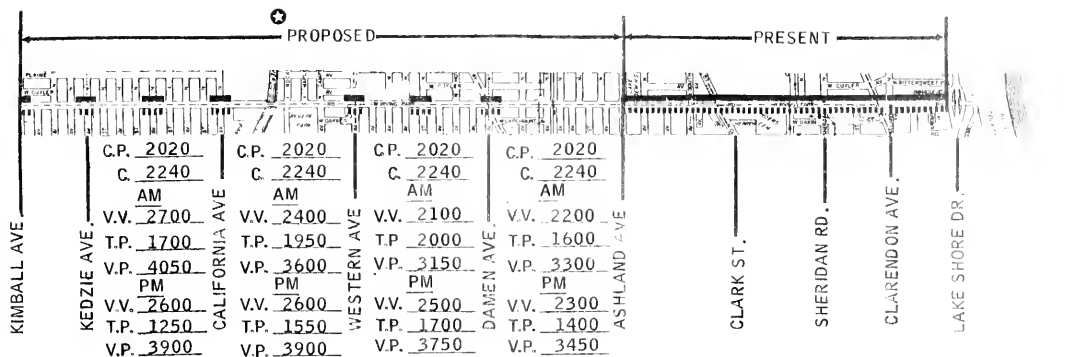 PROPOSED
PRESENT
C.P. 2020
C. 2240
AM
V.V. 2700
T.P. 1700
V.P. 4050
PM
V.V. 2600
T.P. 1250
V.P. 3900
C.P. 2020
C. 2240
AM
V.V. 2400
T.P. 1950
V.P. 3600
PM
V.V. 2600
T.P. 1550
V.P. 3900
C.P. 2020
C. 2240
AM
V.V. 2100
T.P 2000
V.P. 3150
PM
V.V. 2500
T.P. 1700
V.P. 3750
C.P. 2020
C. 2240
AM
V.V. 2200
T.P. 1600
V.P. 3300
PM
V.V. 2300
T.P. 1400
V.P. 3450
KIMBALL AVE
KEDZIE AVE.
CALIFORNIA AVE
WESTERN AVE
DAMEN AVE.
ASHLAND AVE
CLARK ST.
SHERIDAN RD.
CLARENDON AVE.
LAKE SHORE DR.